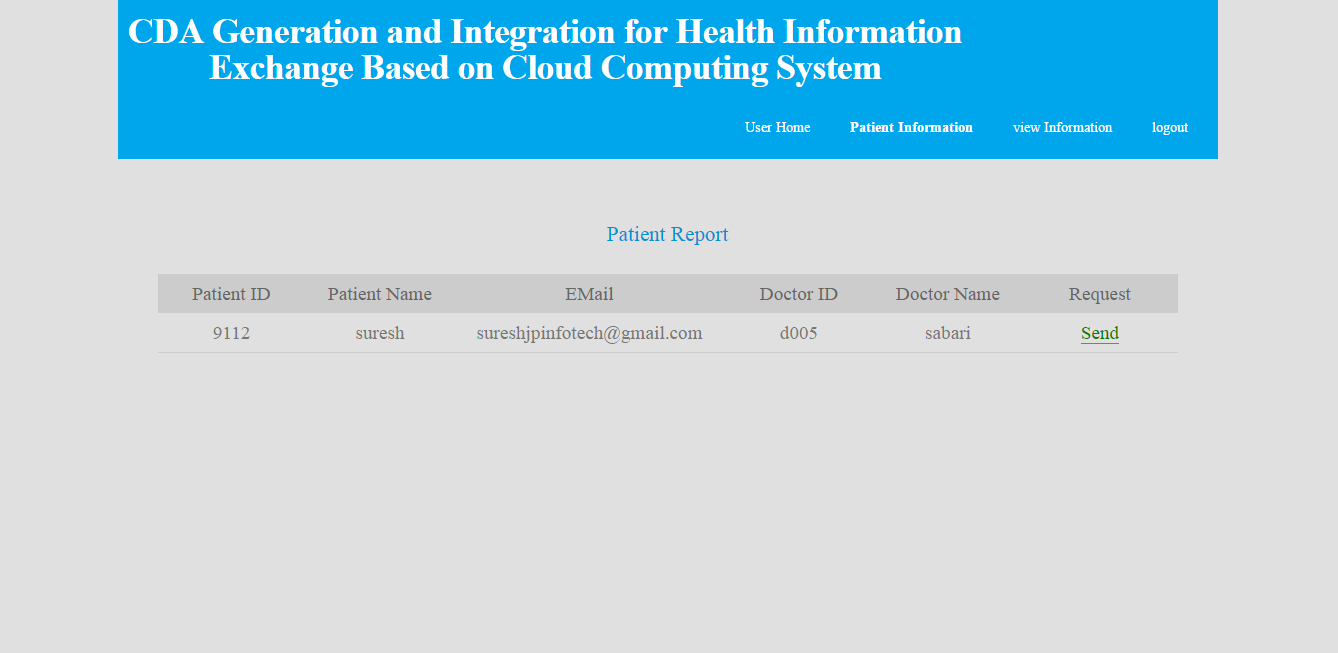 CDA Generation and Integration for Health Information
Exchange Based on Cloud Computing System
User Home Patient Information view Information logout
Patient Report
Patient ID Patient Name EMail Doctor ID Doctor Name Request
9112 suresh sureshjpinfotech@gmail.com d005 sabari Send